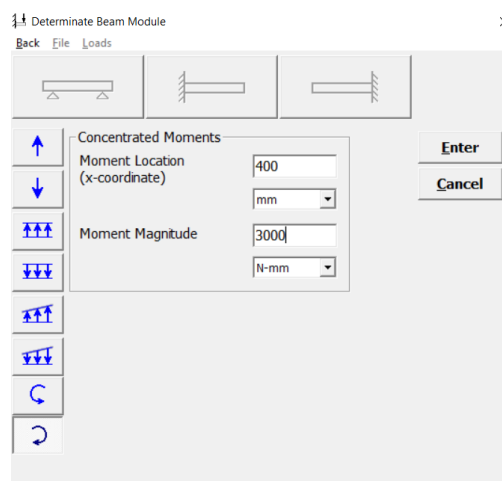 Determinate Beam Module
Back File Loads
Concentrated Moments
Moment Location
(x-coordinate)
400
mm
Moment Magnitude
3000
N-mm
Enter
Cancel